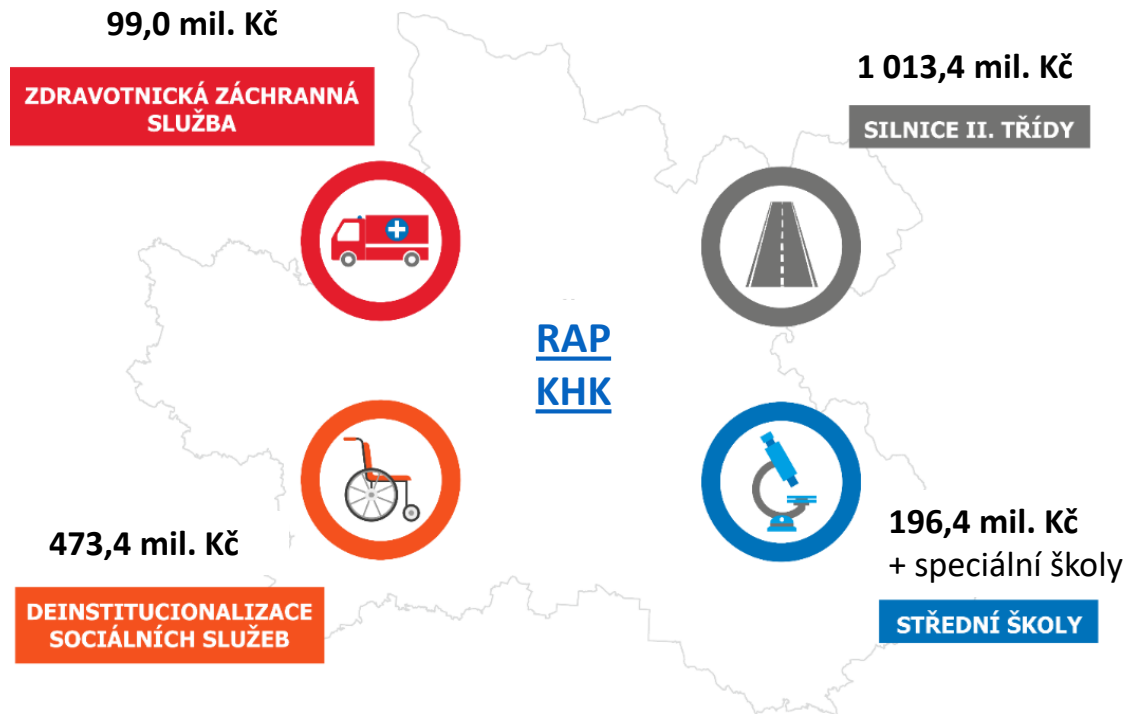 99,0 mil. Kč
ZDRAVOTNICKÁ ZÁCHRANNÁ
SLUŽBA
1 013,4 mil. Kč
SILNICE II. TŘÍDY
RAP
KHK
473,4 mil. Kč
DEINSTITUCIONALIZACE
SOCIÁLNÍCH SLUŽEB
196,4 mil. Kč
+ speciální školy
STŘEDNÍ ŠKOLY